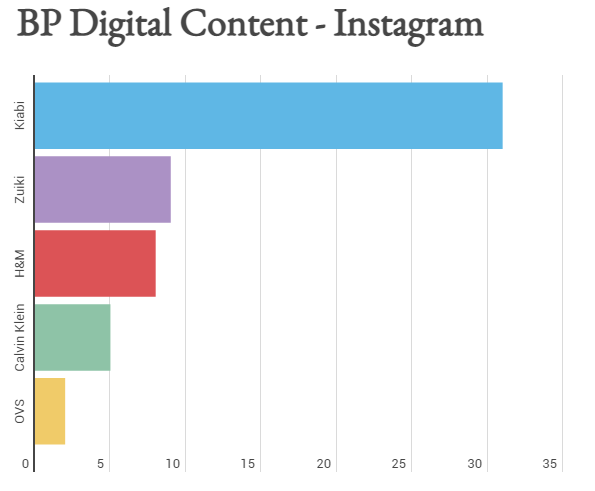 BP Digital Content - Instagram
Kiabi
Zuiki
H&M
Calvin Klein
OVS
0 5 10 15 20 25 30 35